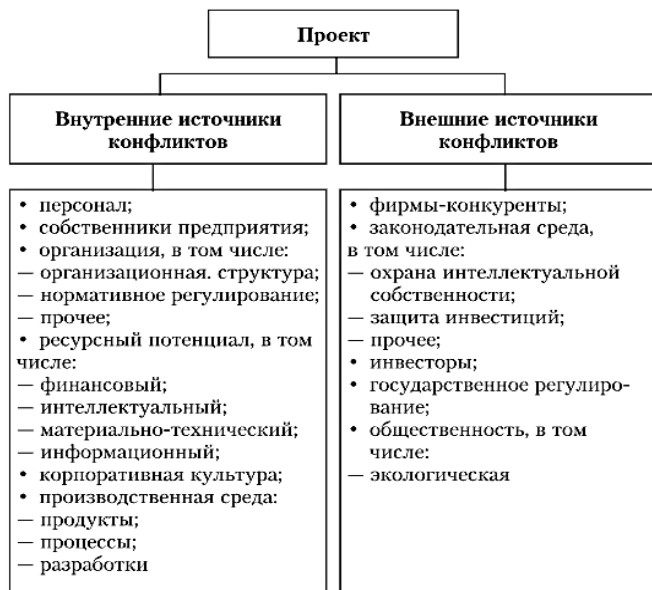 Проект
Внутренние источники
конфликтов
• персонал;
• собственники предприятия;
• организация, в том числе:
— организационная. структура;
— нормативное регулирование;
— прочее;
• ресурсный потенциал, в том
числе:
— финансовый;
— интеллектуальный;
— материально-технический;
— информационный;
• корпоративная культура;
• производственная среда:
— продукты;
— процессы;
— разработки
Внешние источники
конфликтов
• фирмы-конкуренты;
• законодательная среда,
в том числе:
— охрана интеллектуальной
собственности;
— защита инвестиций;
— прочее;
• инвесторы;
• государственное регулиро-
вание;
• общественность, в том
числе:
— экологическая